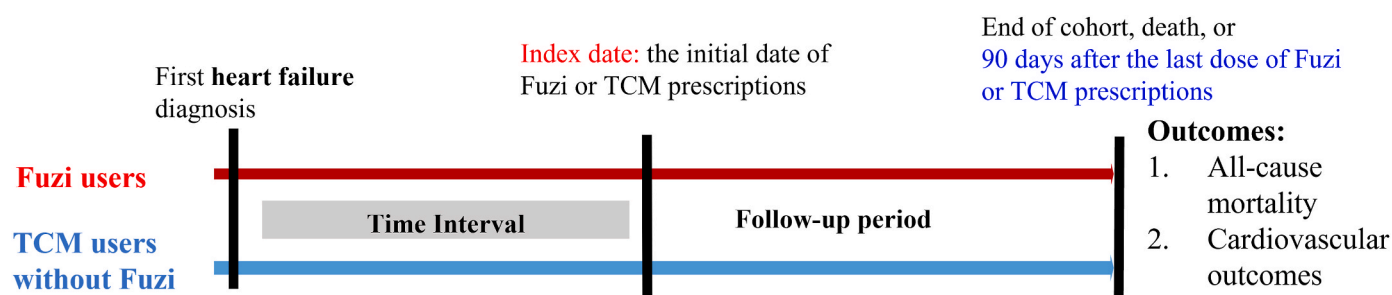 First heart failure
diagnosis
Index date: the initial date of
Fuzi or TCM prescriptions
End of cohort, death, or
90 days after the last dose of Fuzi
or TCM prescriptions
Fuzi users
TCM users
without Fuzi
Time Interval
Follow-up period
Outcomes:
1. All-cause
mortality
2. Cardiovascular
outcomes